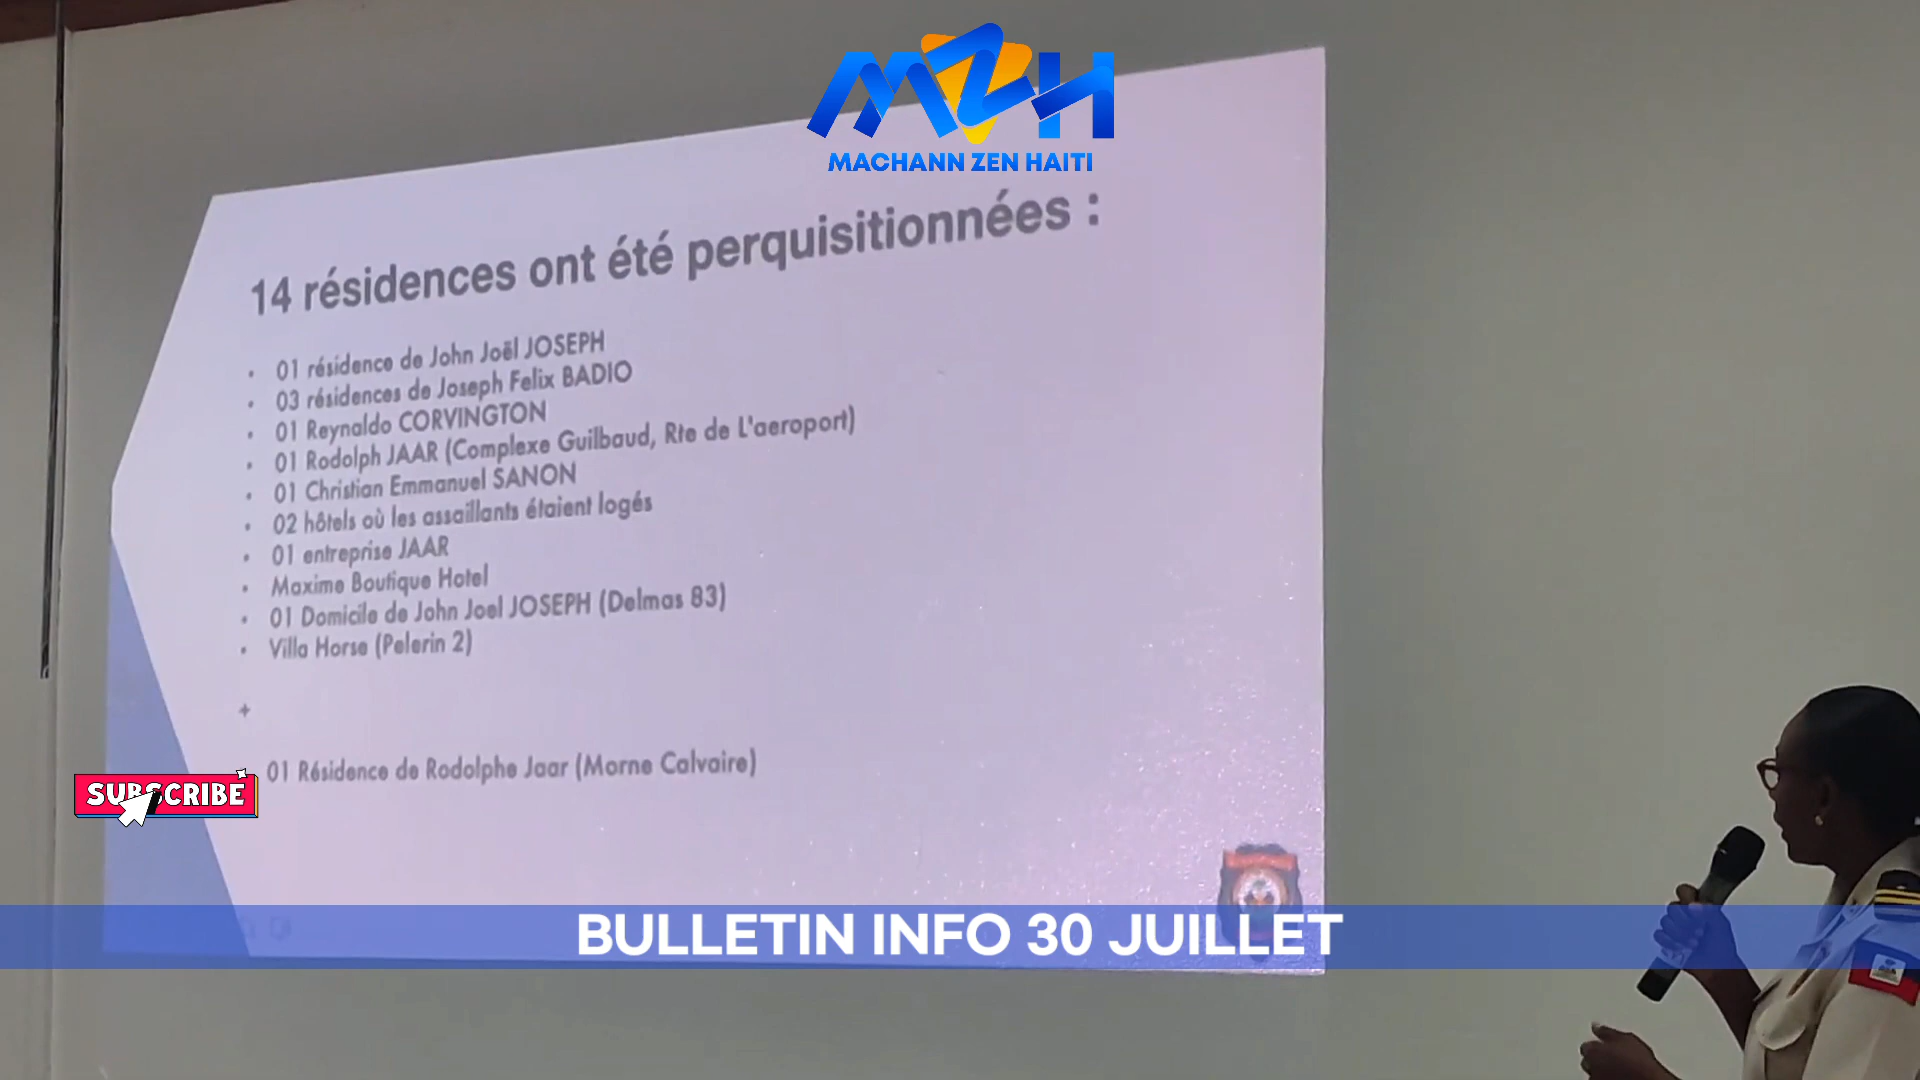 MZH
MACHANN ZEN HAITI
14 résidences ont été perquisitionnées :
• 01 résidence de John Joël JOSEPH
• 03 résidences de Joseph Felix BADIO
• 01 Reynaldo CORVINGTON
• 01 Rodolph JAAR (Complexe Guilbaud, Rte de L'aeroport)
• 01 Christian Emmanuel SANON
• 02 hôtels où les assaillants étaient logés
• 01 entreprise JAAR
• Maxime Boutique Hotel
• 01 Domicile de John Joel JOSEPH (Delmas 83)
• Villa Horse (Pelerin 2)
+
01 Résidence de Rodolphe Jaar (Morne Calvaire)
SUBSCRIBE
BULLETIN INFO 30 JUILLET